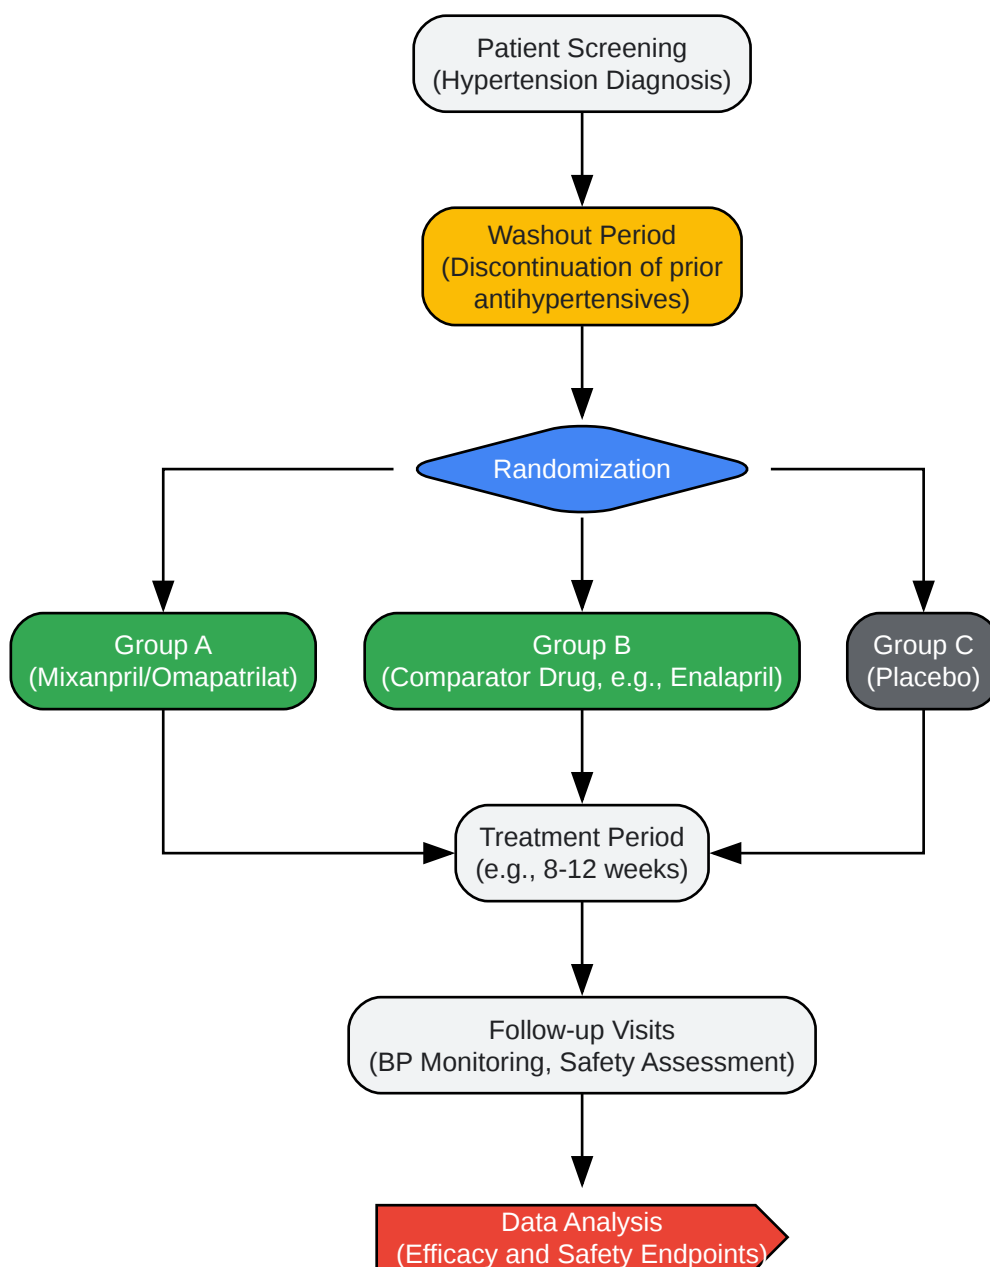 Patient Screening
(Hypertension Diagnosis)
Washout Period
(Discontinuation of prior
antihypertensives)
Randomization
Group A
(Mixanpril/Omapatrilat)
Group B
(Comparator Drug, e.g., Enalapril)
Group C
(Placebo)
Treatment Period
(e.g., 8-12 weeks)
Follow-up Visits
(BP Monitoring, Safety Assessment)
Data Analysis
(Efficacy and Safety Endpoints)